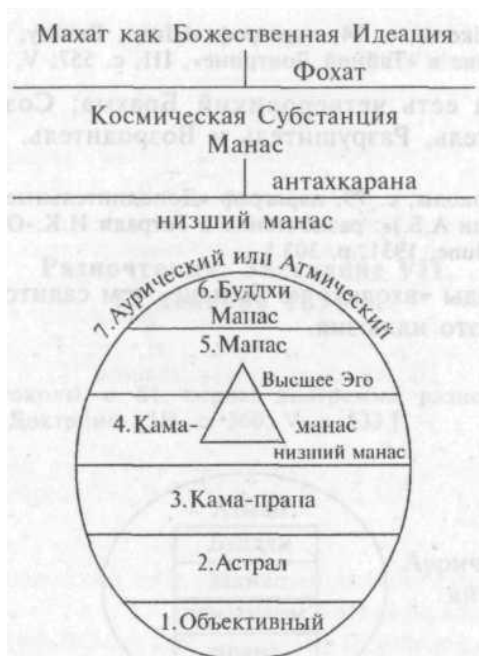 Махат как Божественная Идеация
Фохат
Космическая Субстанция
Манас
антахкарана
низший манас
7. Аурический или Атмический
6. Буддхи
Манас
5. Манас
Высшее Эго
4. Кама-
манас
низший манас
3. Кама-прана
2. Астрал
1. Объективный